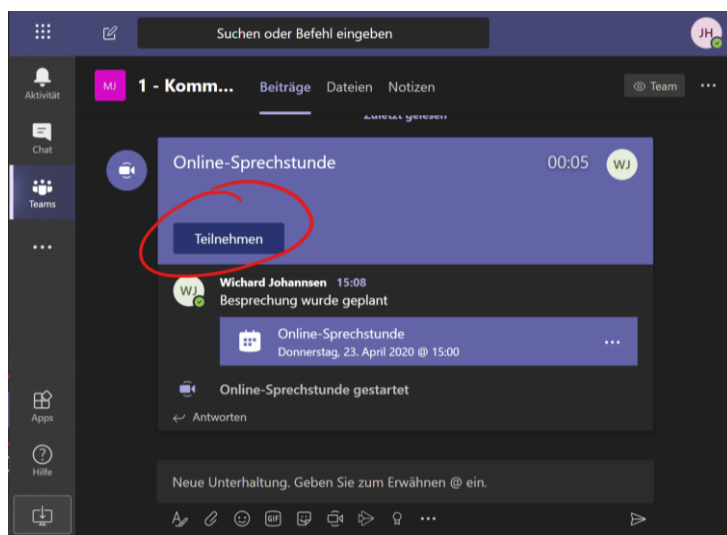 Suchen oder Befehl eingeben
JH
Aktivität
Chat
Teams
Apps
Hilfe
MJ 1 - Komm... Beiträge Dateien Notizen Team
Zuletzt gelesen
Online-Sprechstunde 00:05 WJ
Teilnehmen
WJ Wichard Johannsen 15:08
Besprechung wurde geplant
Online-Sprechstunde
Donnerstag, 23. April 2020 @ 15:00
Online-Sprechstunde gestartet
Antworten
Neue Unterhaltung. Geben Sie zum Erwähnen @ ein.
GIF